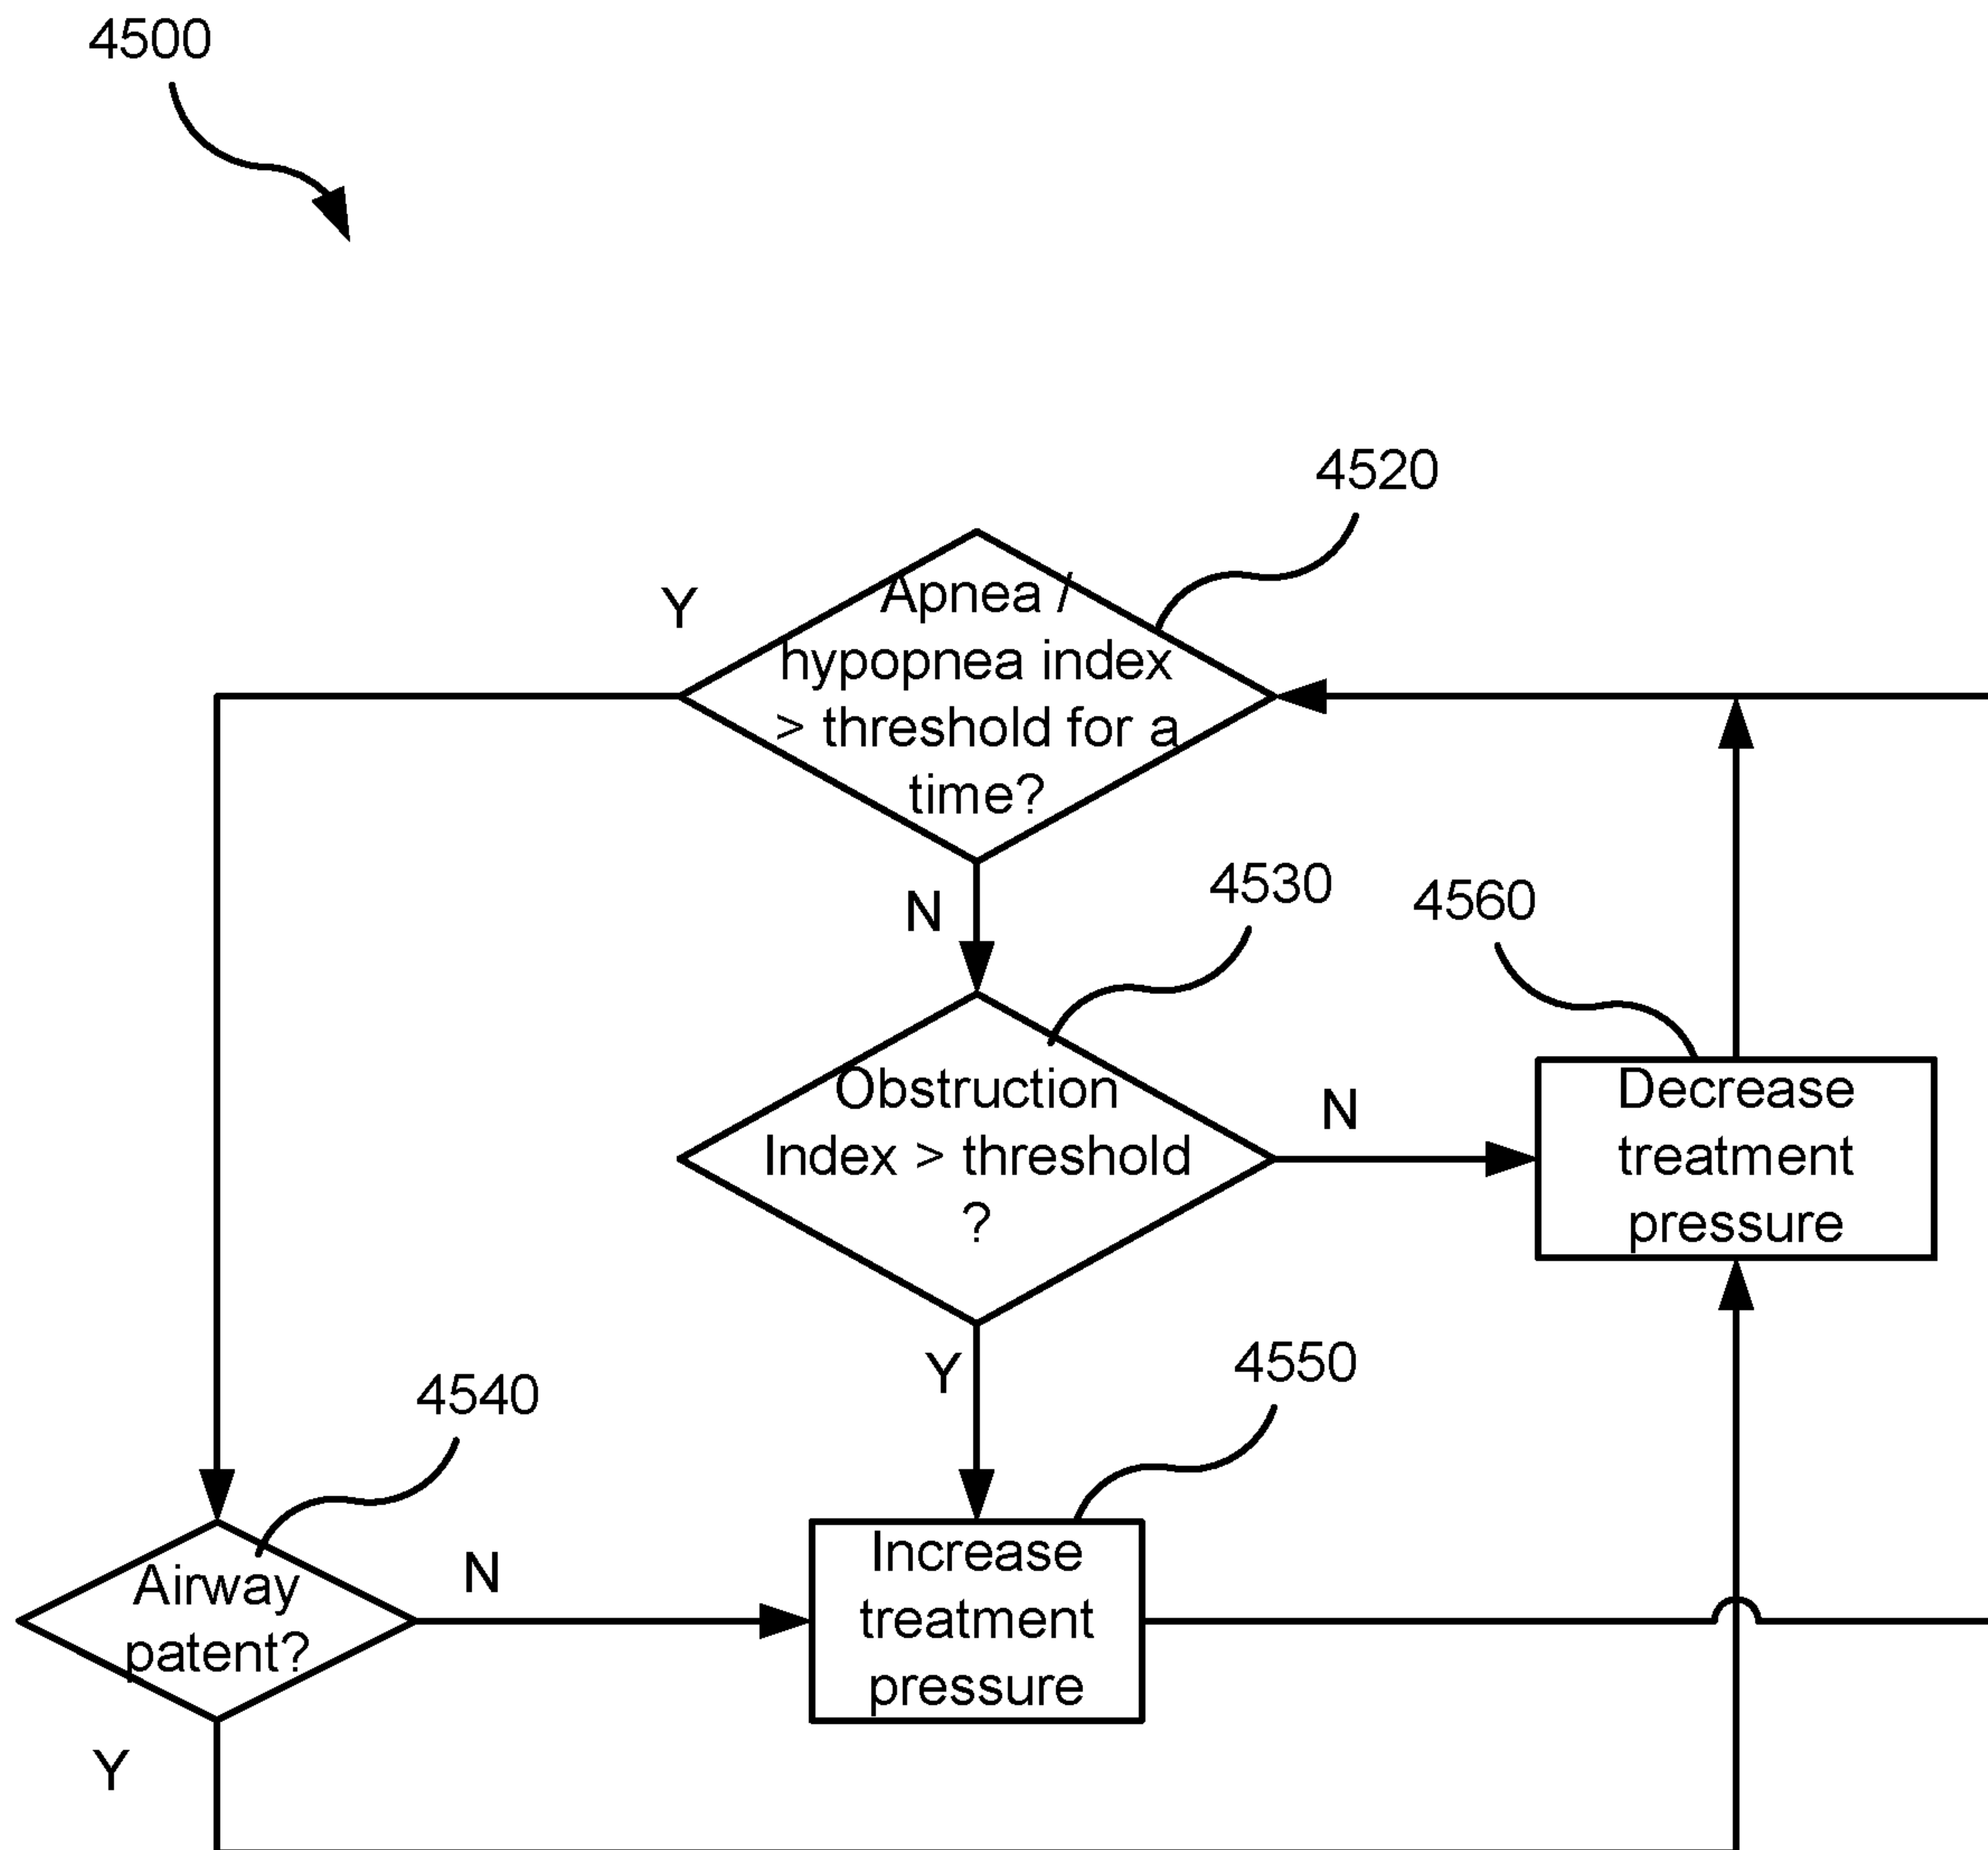 4500
4520
Y
Apnea /
hypopnea index
> threshold for a
time?
N
4530
4560
Obstruction
Index > threshold
?
N
Decrease
treatment
pressure
Y
4550
4540
Airway
patent?
N
Increase
treatment
pressure
Y